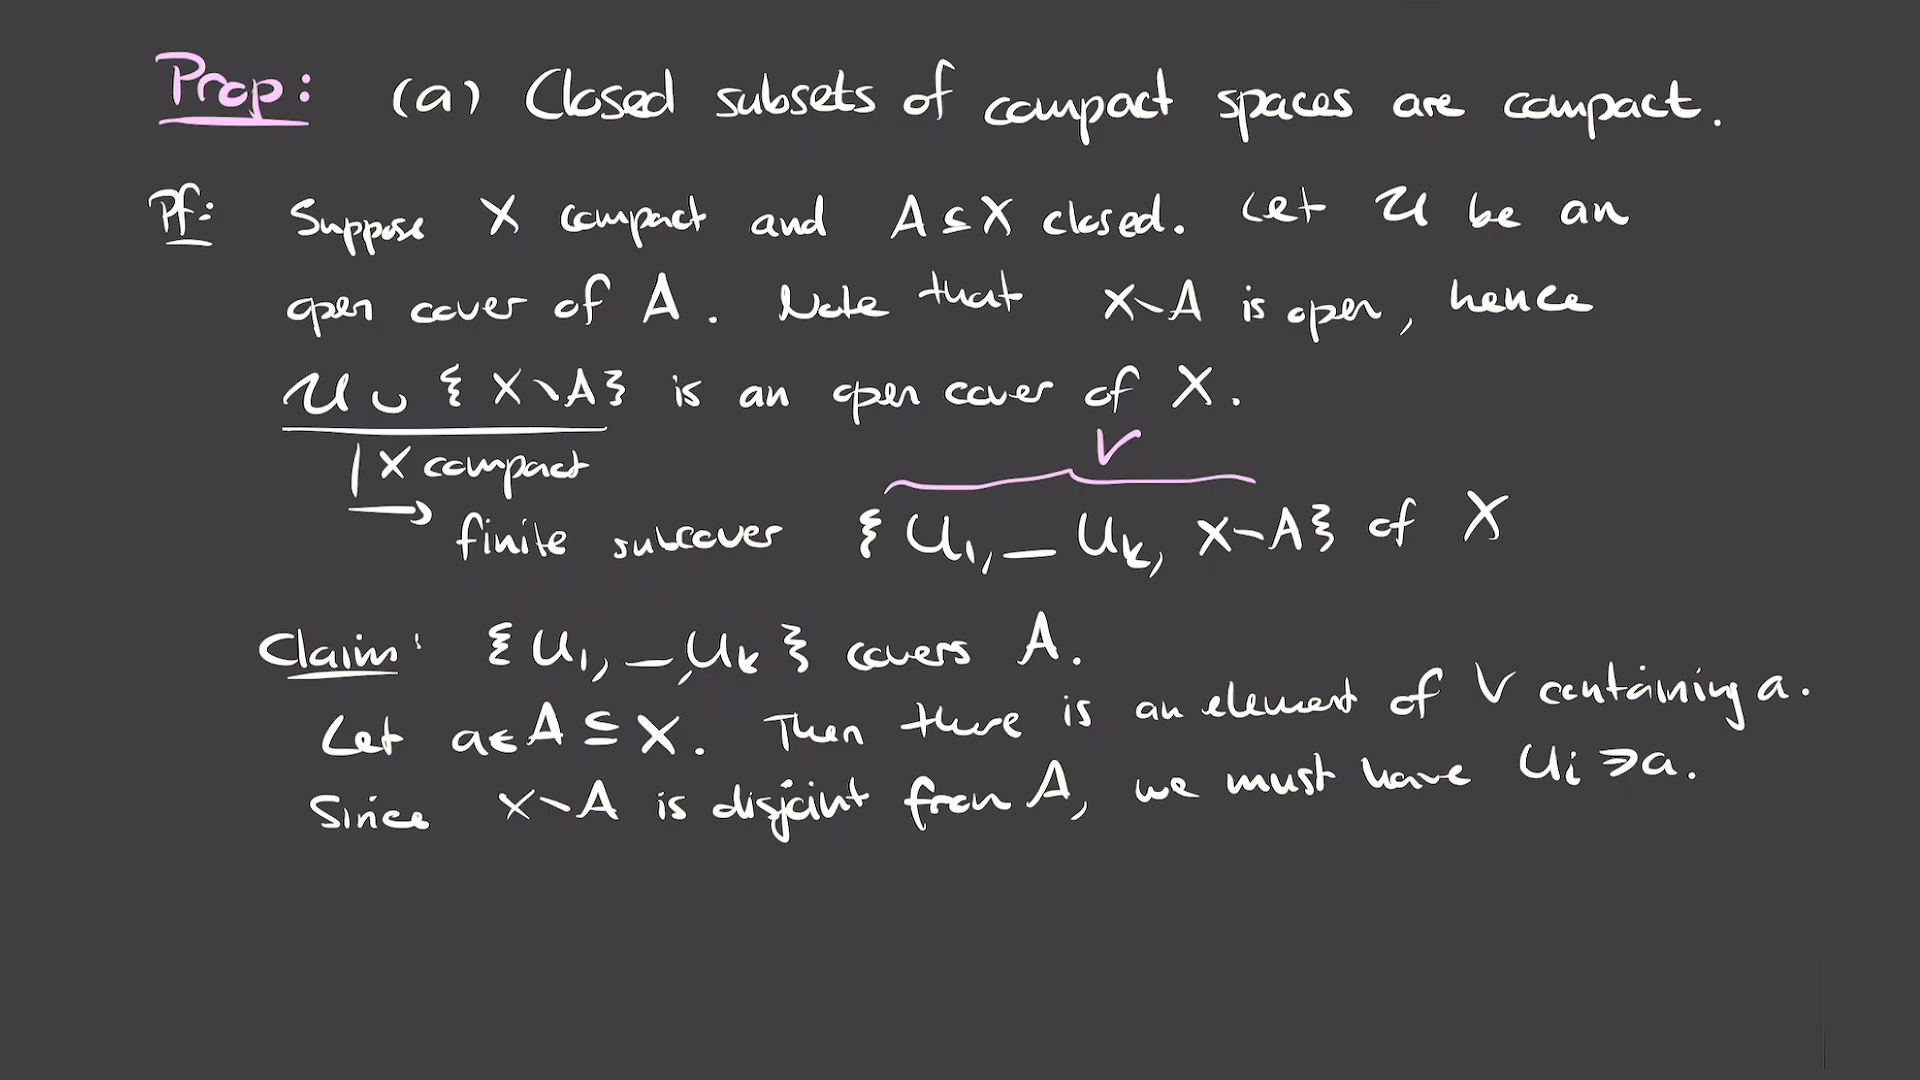 Prop: (a) Closed subsets of compact spaces are compact.
Pf: Suppose X compact and A ⊆ X closed. Let 𝒰 be an
open cover of A. Note that X∖A is open, hence
𝒰 ∪ { X∖A} is an open cover of X.
| X compact
V
→ finite subcover { U₁, _ Uₖ, X∖A} of X
Claim: { U₁, _, Uₖ } covers A.
Let a ∈ A ⊆ X. Then there is an element of V containing a.
Since X∖A is disjoint from A, we must have Uᵢ ∋ a.